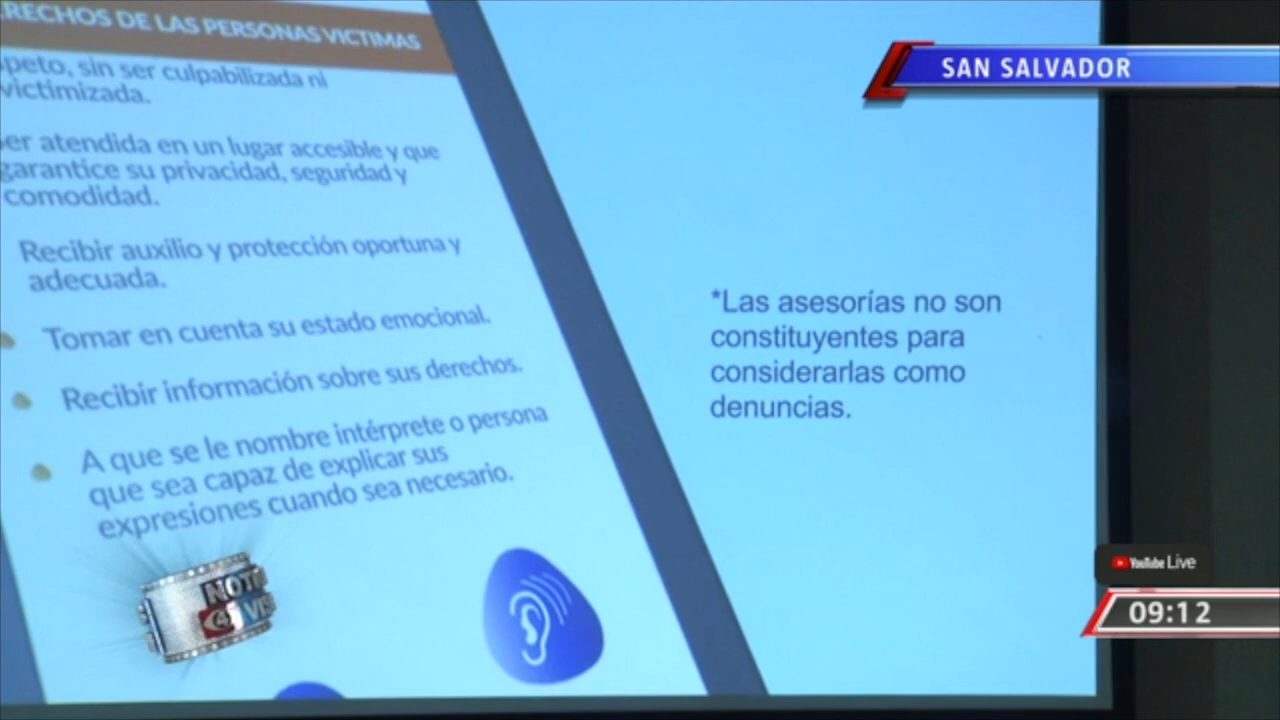 DE LAS PERSONAS VICTIMAS
sin ser culpabilizada ni
victimizada.
atendida en un lugar accesible y que
garantice su privacidad, seguridad y
comodidad.
Recibir auxilio y protección oportuna y
adecuada.
Tomar en cuenta su estado emocional.
Recibir información sobre sus derechos.
A que se le nombre intérprete o persona
que sea capaz de explicar sus
expresiones cuando sea necesario.
*Las asesorías no son
constituyentes para
considerarlas como
denuncias.
SAN SALVADOR
YouTube Live
09:12